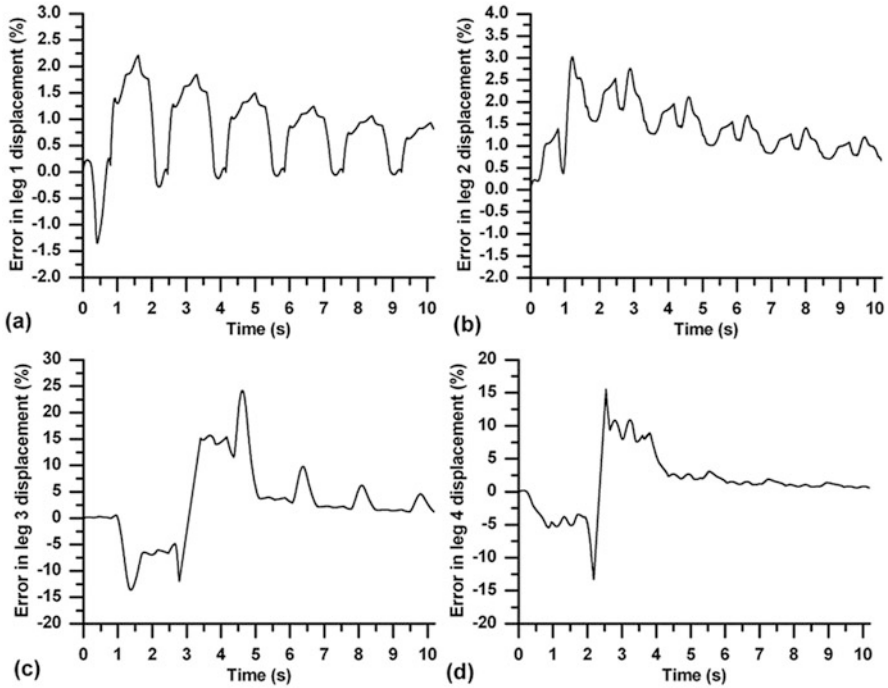 3.0
2.5
2.0
1.5
1.0
0.5
0.0
-0.5
-1.0
-1.5
-2.0
Error in leg 1 displacement (%)
0 1 2 3 4 5 6 7 8 9 10
Time (s)
(a)
4.0
3.5
3.0
2.5
2.0
1.5
1.0
0.5
0.0
-0.5
-1.0
-1.5
-2.0
Error in leg 2 displacement (%)
0 1 2 3 4 5 6 7 8 9 10
Time (s)
(b)
30
25
20
15
10
5
0
-5
-10
-15
-20
Error in leg 3 displacement (%)
0 1 2 3 4 5 6 7 8 9 10
Time (s)
(c)
20
15
10
5
0
-5
-10
-15
-20
Error in leg 4 displacement (%)
0 1 2 3 4 5 6 7 8 9 10
Time (s)
(d)